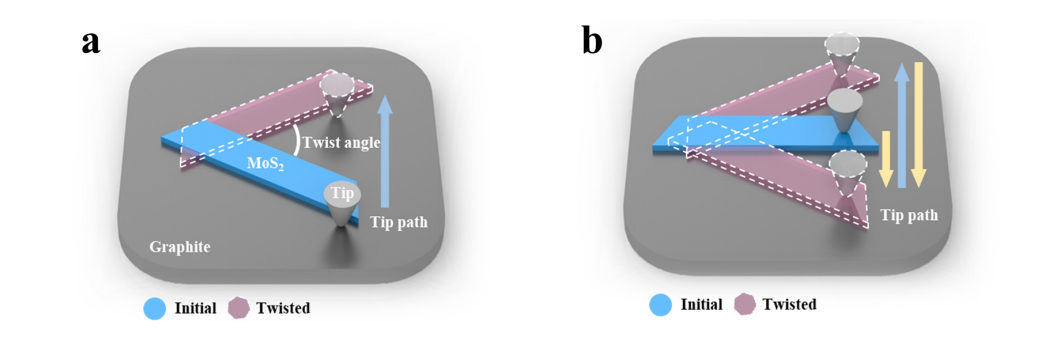 a
Twist angle
MoS₂
Tip
Tip path
Graphite
Initial
Twisted
b
Tip path
Initial
Twisted